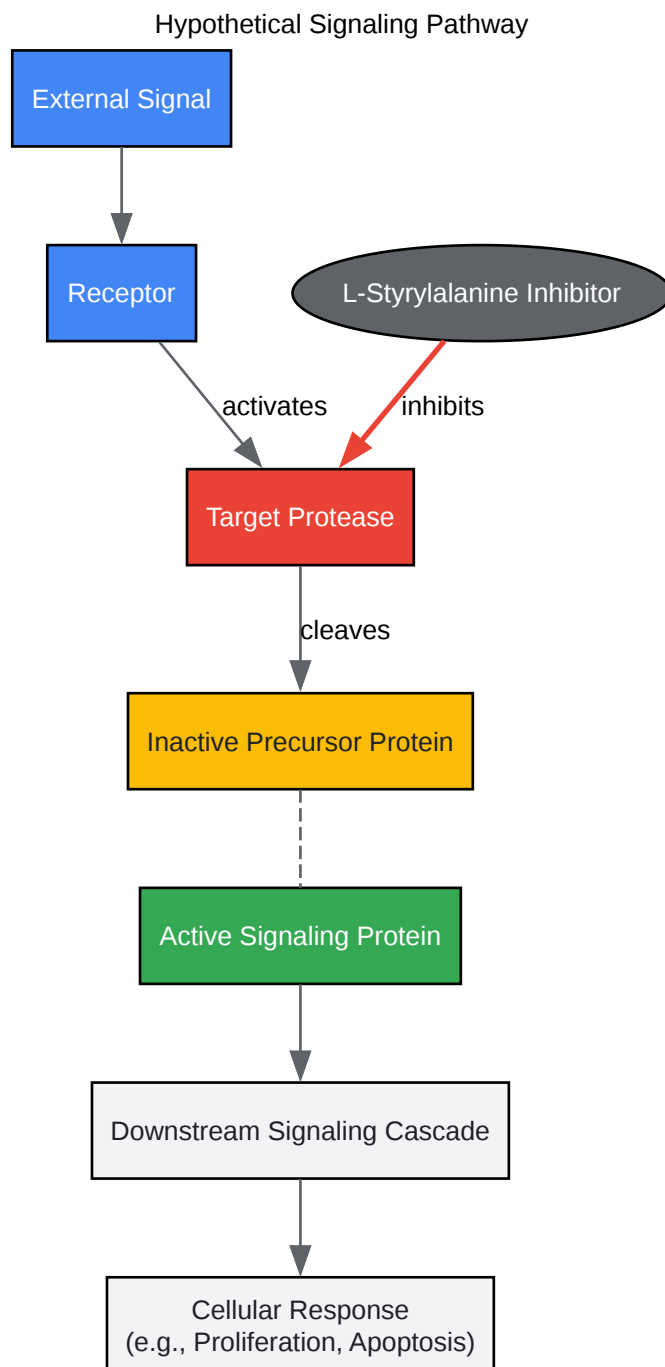 Hypothetical Signaling Pathway
External Signal
Receptor
L-Styrylalanine Inhibitor
activates
inhibits
Target Protease
cleaves
Inactive Precursor Protein
Active Signaling Protein
Downstream Signaling Cascade
Cellular Response
(e.g., Proliferation, Apoptosis)